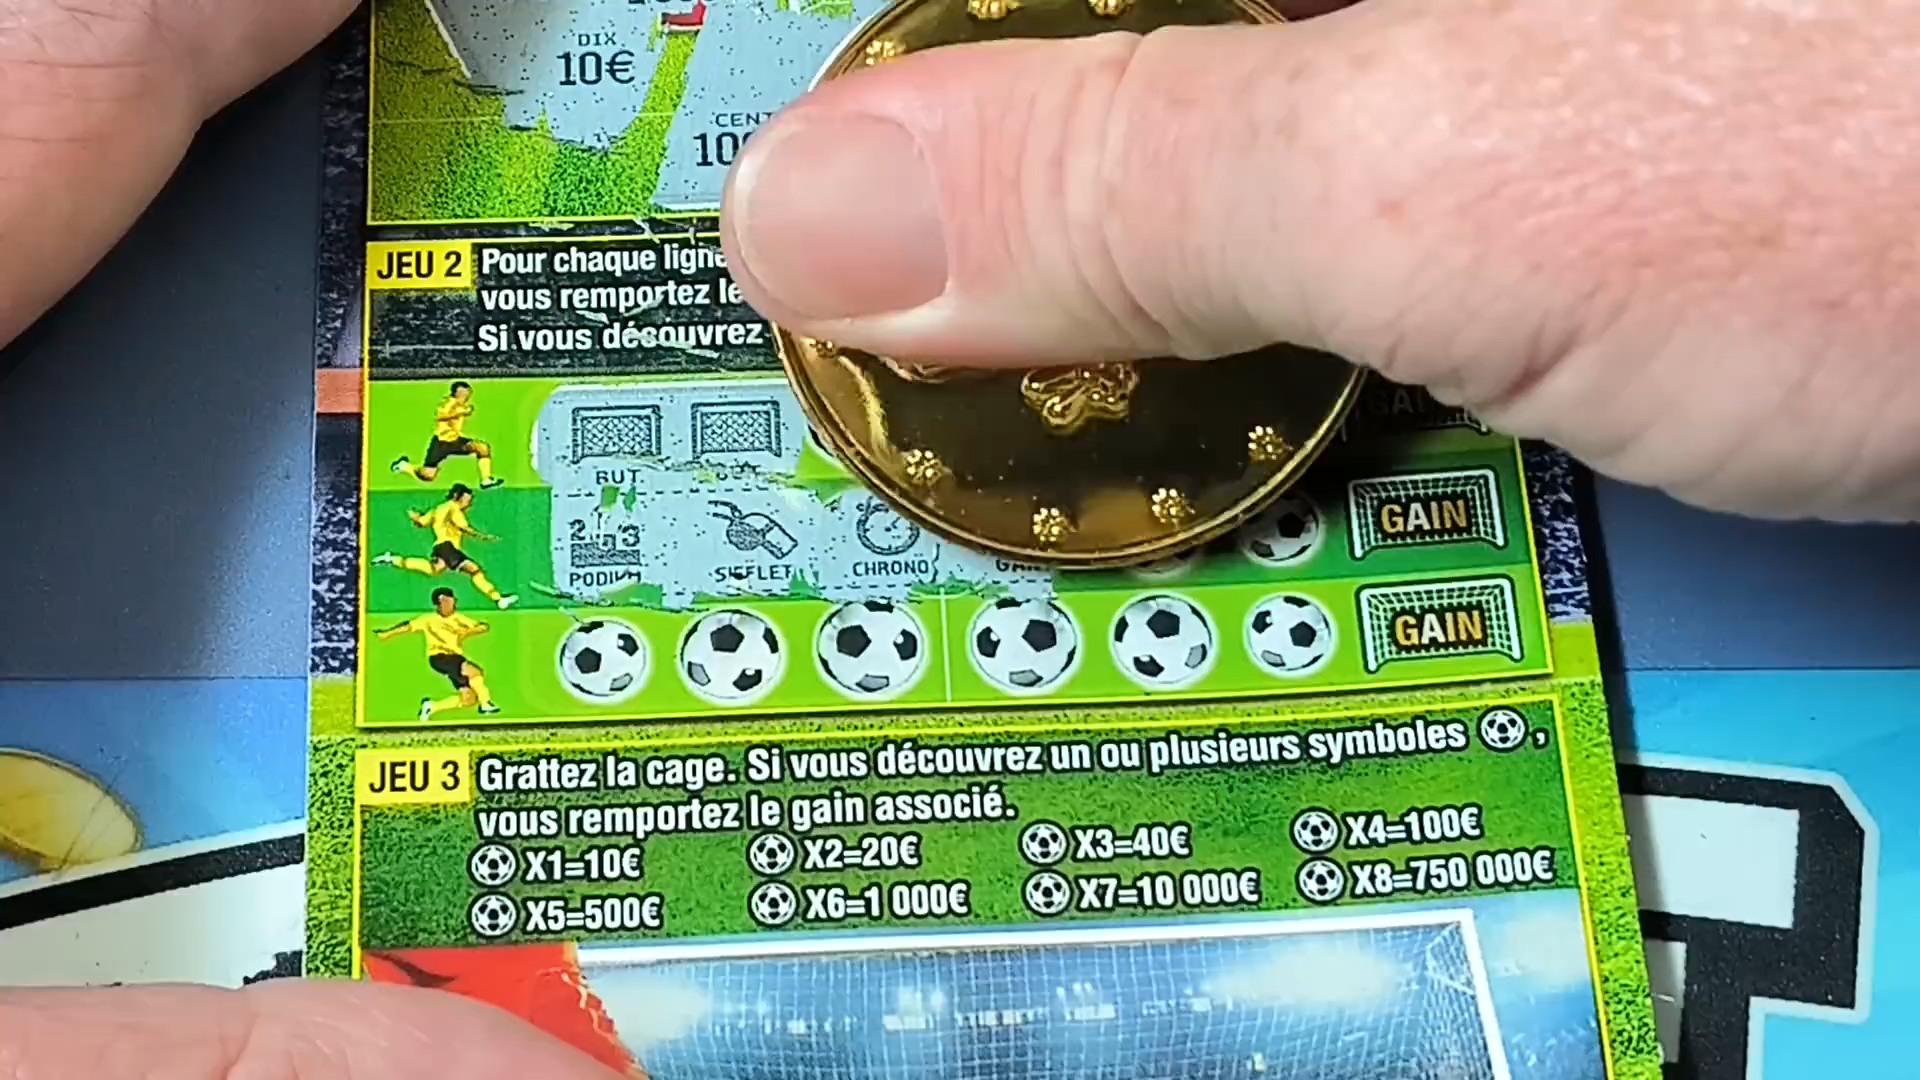 DIX
10€
CENT
JEU 2 Pour chaque ligne
vous remportez le
Si vous découvrez
BUT
PODIUM SIFFLET CHRONO
GAIN
GAIN
JEU 3 Grattez la cage. Si vous découvrez un ou plusieurs symboles ,
vous remportez le gain associé.
X1=10€ X2=20€ X3=40€ X4=100€
X5=500€ X6=1 000€ X7=10 000€ X8=750 000€